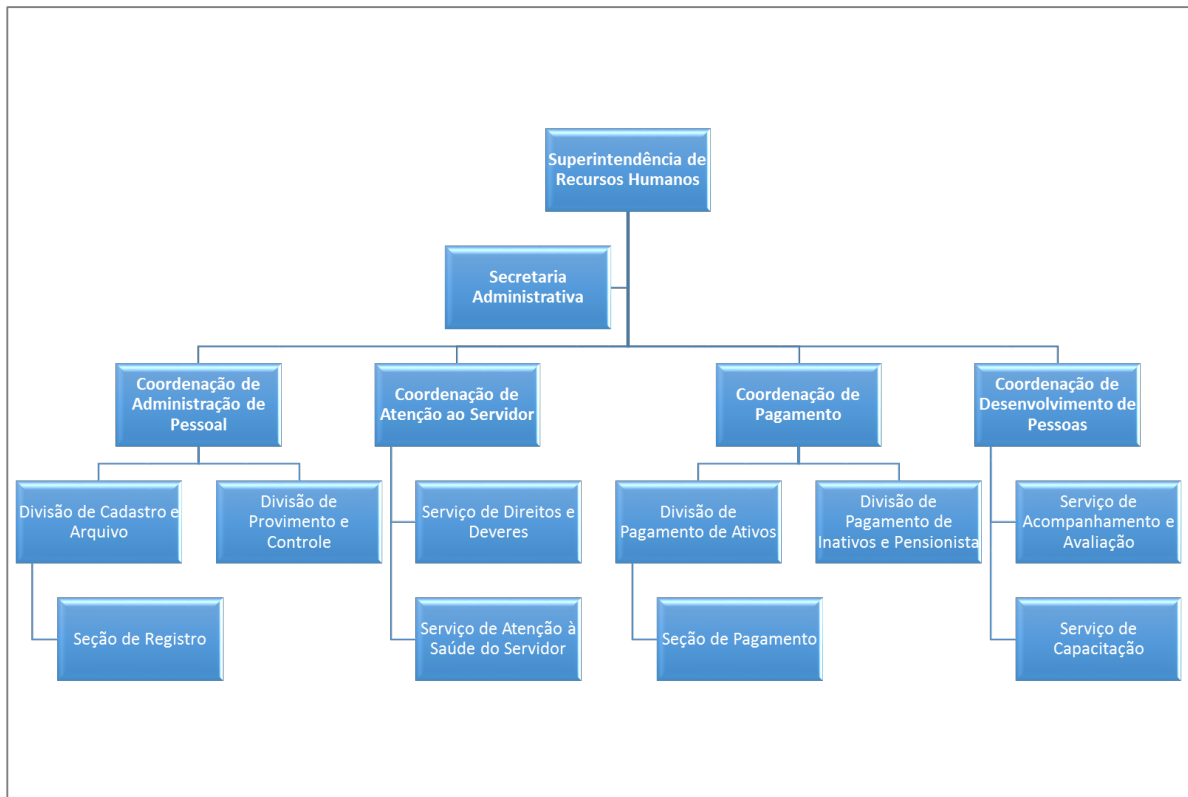 Superintendência de
Recursos Humanos
Secretaria
Administrativa
Coordenação de
Administração de
Pessoal
Coordenação de
Atenção ao Servidor
Coordenação de
Pagamento
Coordenação de
Desenvolvimento de
Pessoas
Divisão de Cadastro e
Arquivo
Divisão de
Provimento e
Controle
Serviço de Direitos e
Deveres
Divisão de
Pagamento de Ativos
Divisão de
Pagamento de
Inativos e Pensionista
Serviço de
Acompanhamento e
Avaliação
Seção de Registro
Serviço de Atenção à
Saúde do Servidor
Seção de Pagamento
Serviço de
Capacitação